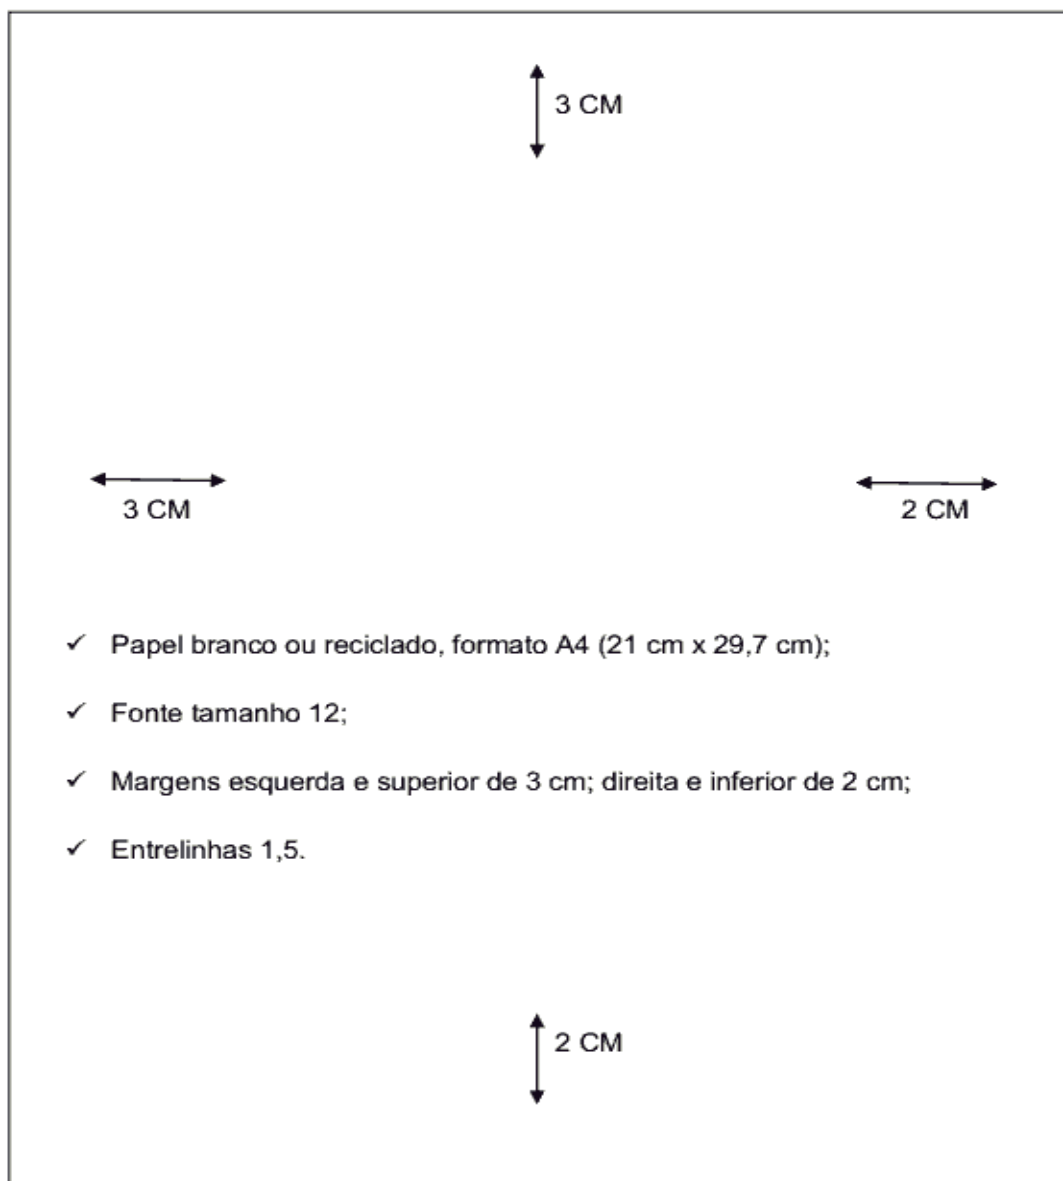 3 CM
3 CM
2 CM
✓ Papel branco ou reciclado, formato A4 (21 cm x 29,7 cm);
✓ Fonte tamanho 12;
✓ Margens esquerda e superior de 3 cm; direita e inferior de 2 cm;
✓ Entrelinhas 1,5.
2 CM